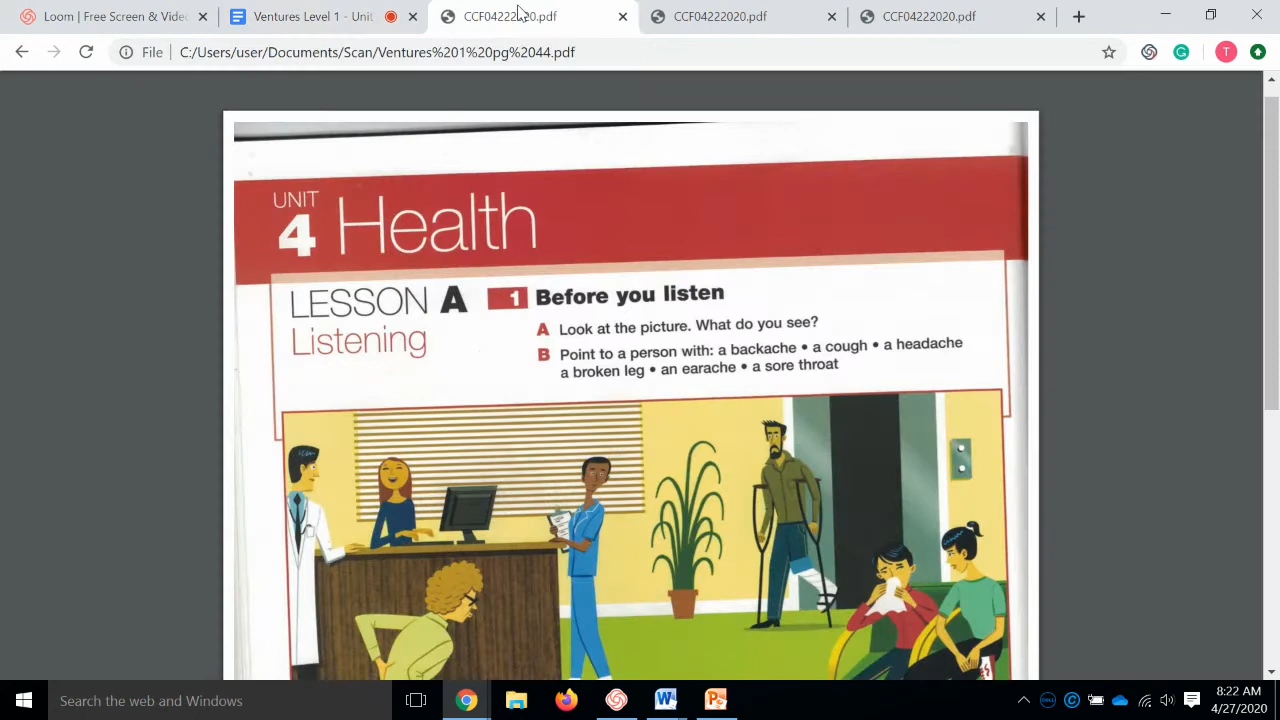 Loom | Free Screen & Vide
Ventures Level 1 - Unit
CCF04222020.pdf
CCF04222020.pdf
CCF04222020.pdf
File | C:/Users/user/Documents/Scan/Ventures%201%20pg%2044.pdf
T
UNIT
4 Health
LESSON A
Listening
1 Before you listen
A Look at the picture. What do you see?
B Point to a person with: a backache • a cough • a headache
a broken leg • an earache • a sore throat
Search the web and Windows
8:22 AM
4/27/2020